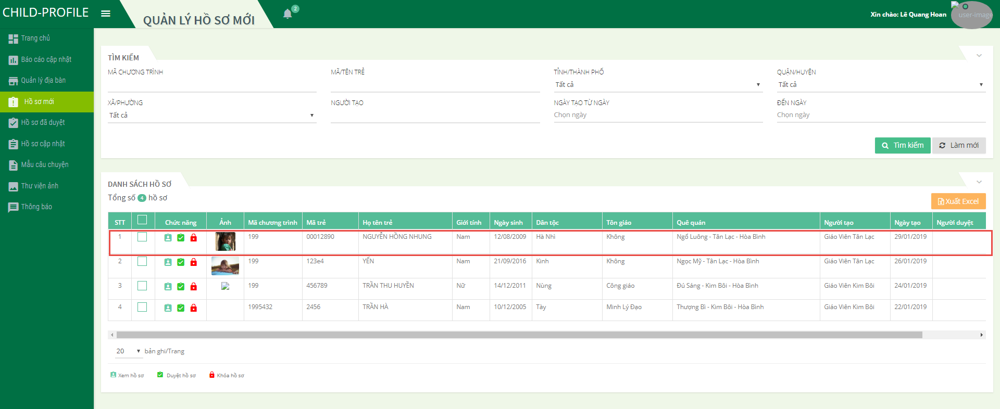 CHILD-PROFILE
QUẢN LÝ HỒ SƠ MỚI
2
Xin chào: Lê Quang Hoan
user-image
Trang chủ
Báo cáo cập nhật
Quản lý địa bàn
Hồ sơ mới
Hồ sơ đã duyệt
Hồ sơ cập nhật
Mẫu câu chuyện
Thư viện ảnh
Thông báo
TÌM KIẾM
MÃ CHƯƠNG TRÌNH MÃ/TÊN TRẺ TỈNH/THÀNH PHỐ QUẬN/HUYỆN
Tất cả Tất cả
XÃ/PHƯỜNG NGƯỜI TẠO NGÀY TẠO TỪ NGÀY ĐẾN NGÀY
Tất cả Chọn ngày Chọn ngày
Tìm kiếm Làm mới
DANH SÁCH HỒ SƠ
Tổng số 4 hồ sơ
Xuất Excel
STT Chức năng Ảnh Mã chương trình Mã trẻ Họ tên trẻ Giới tính Ngày sinh Dân tộc Tôn giáo Quê quán Người tạo Ngày tạo Người duyệt
1 199 00012890 NGUYỄN HỒNG NHUNG Nam 12/08/2009 Hà Nhì Không Ngổ Luông - Tân Lạc - Hòa Bình Giáo Viên Tân Lạc 29/01/2019
2 199 123e4 YẾN Nam 21/09/2016 Kinh Không Ngọc Mỹ - Tân Lạc - Hòa Bình Giáo Viên Tân Lạc 26/01/2019
3 199 456789 TRẦN THU HUYỀN Nữ 14/12/2011 Nùng Công giáo Đú Sáng - Kim Bôi - Hòa Bình Giáo Viên Kim Bôi 24/01/2019
4 1995432 2456 TRẦN HÀ Nam 10/12/2005 Tày Minh Lý Đạo Thượng Bì - Kim Bôi - Hòa Bình Giáo Viên Kim Bôi 22/01/2019
20 bản ghi/Trang
Xem hồ sơ Duyệt hồ sơ Khóa hồ sơ